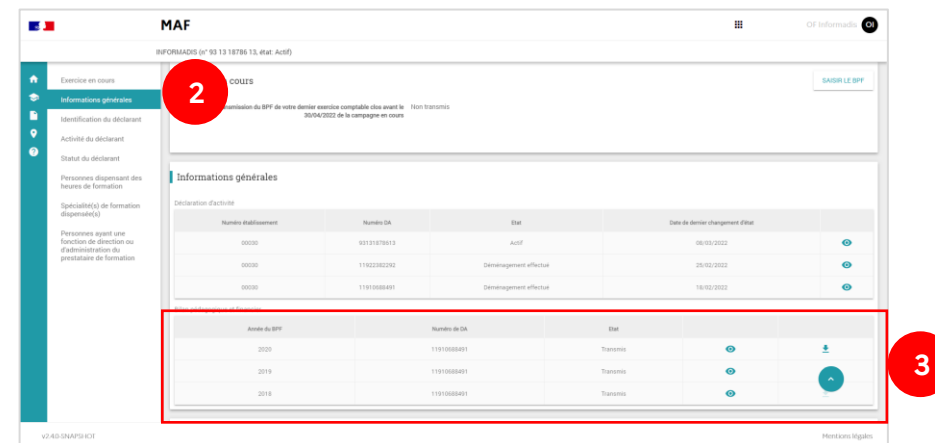 MAF
OF Informadis OI
INFORMADIS (n° 93 13 18786 13, état: Actif)
Exercice en cours
Informations générales
Identification du déclarant
Activité du déclarant
Statut du déclarant
Personnes dispensant des
heures de formation
Spécialité(s) de formation
dispensée(s)
Personnes ayant une
fonction de direction ou
d'administration du
prestataire de formation
2
cours
SAISIR LE BPF
transmission du BPF de votre dernier exercice comptable clos avant le Non transmis
30/04/2022 de la campagne en cours
Informations générales
Déclaration d'activité
Numéro établissement Numéro DA Etat Date de dernier changement d'état
00030 93131878613 Actif 08/03/2022
00030 11922382292 Déménagement effectué 25/02/2022
00030 11910688491 Déménagement effectué 18/02/2022
Bilan pédagogique et financier
Année du BPF Numéro de DA Etat
2020 11910688491 Transmis
2019 11910688491 Transmis
2018 11910688491 Transmis
3
v2.4.0-SNAPSHOT Mentions légales